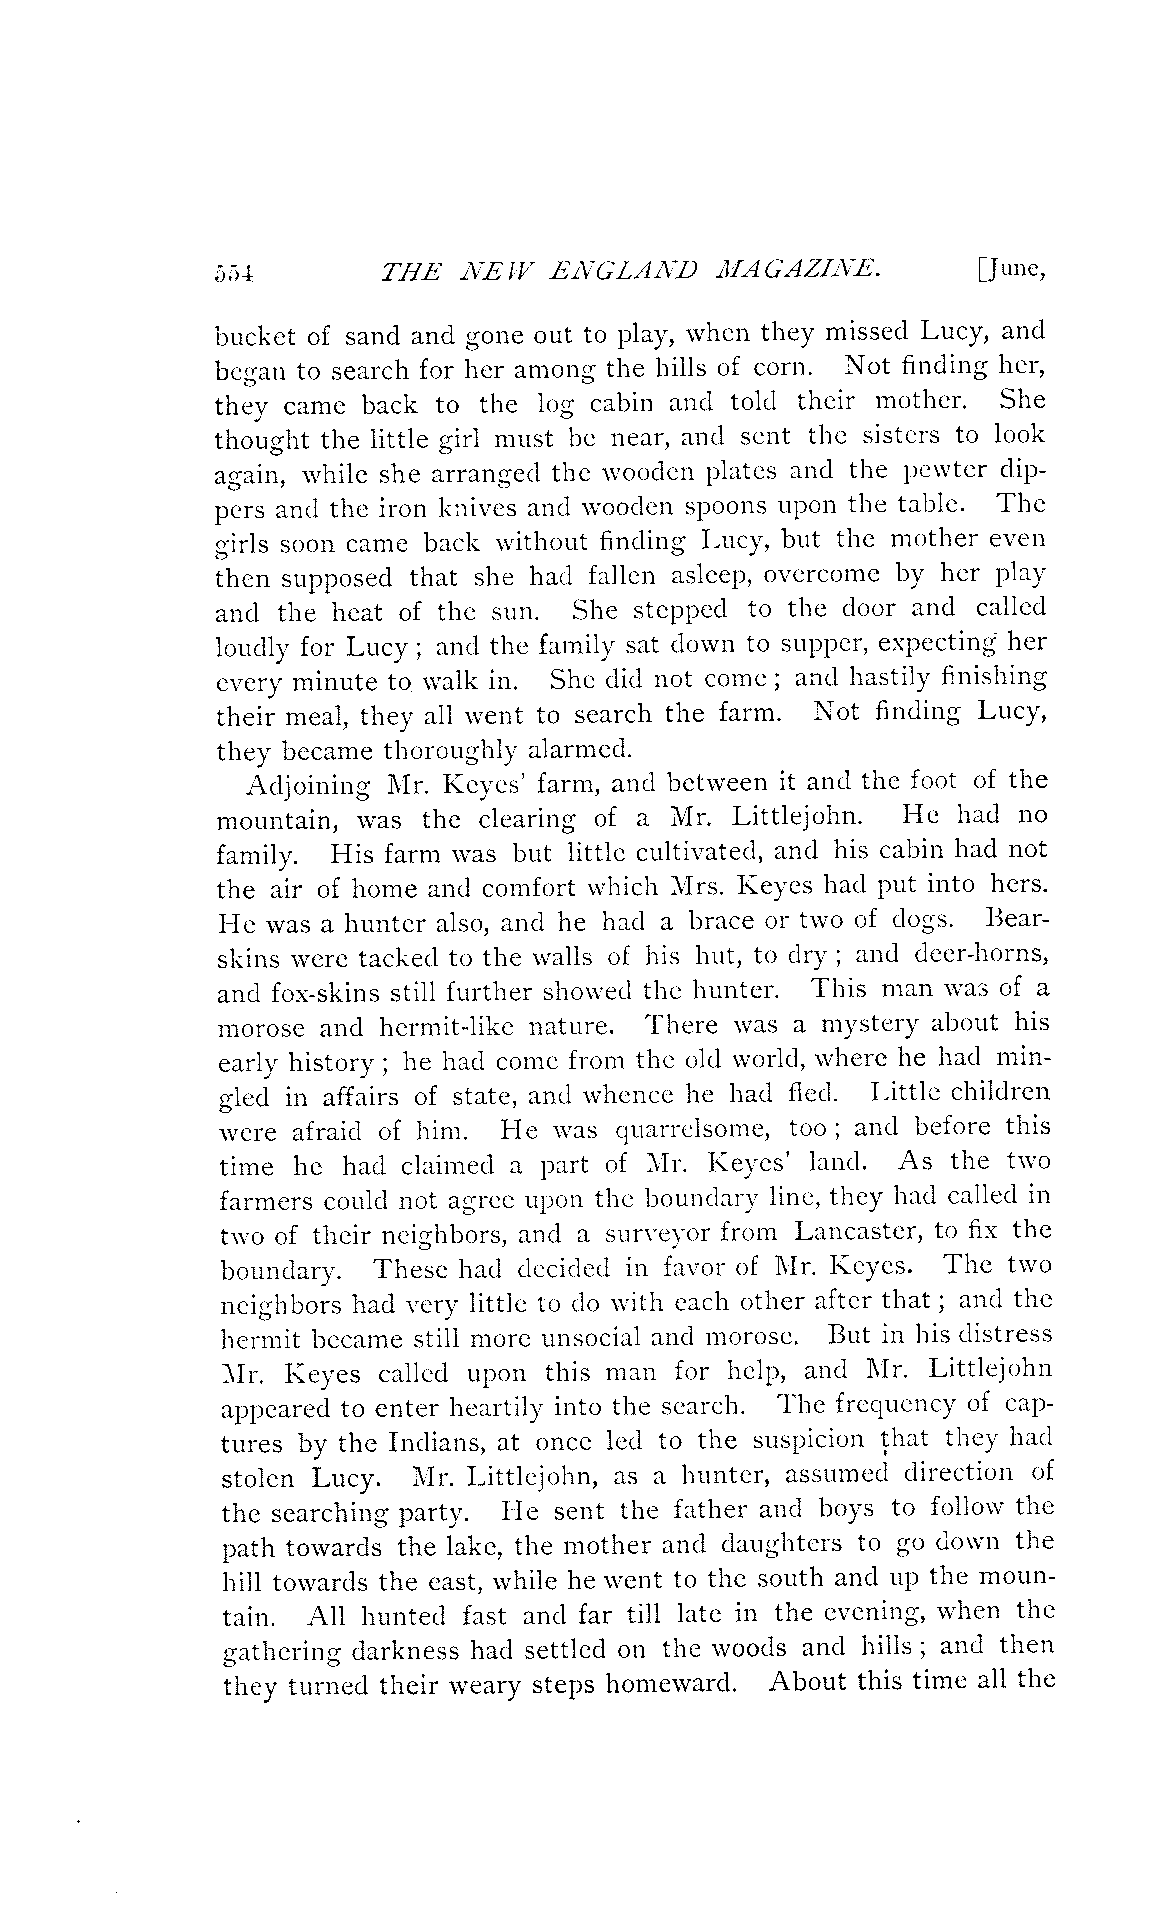 554 THE NEW ENGLAND MAGAZINE. [June,
bucket of sand and gone out to play, when they missed Lucy, and
began to search for her among the hills of corn. Not finding her,
they came back to the log cabin and told their mother. She
thought the little girl must be near, and sent the sisters to look
again, while she arranged the wooden plates and the pewter dip-
pers and the iron knives and wooden spoons upon the table. The
girls soon came back without finding Lucy, but the mother even
then supposed that she had fallen asleep, overcome by her play
and the heat of the sun. She stepped to the door and called
loudly for Lucy; and the family sat down to supper, expecting her
every minute to walk in. She did not come; and hastily finishing
their meal, they all went to search the farm. Not finding Lucy,
they became thoroughly alarmed.
Adjoining Mr. Keyes' farm, and between it and the foot of the
mountain, was the clearing of a Mr. Littlejohn. He had no
family. His farm was but little cultivated, and his cabin had not
the air of home and comfort which Mrs. Keyes had put into hers.
He was a hunter also, and he had a brace or two of dogs. Bear-
skins were tacked to the walls of his hut, to dry; and deer-horns,
and fox-skins still further showed the hunter. This man was of a
morose and hermit-like nature. There was a mystery about his
early history; he had come from the old world, where he had min-
gled in affairs of state, and whence he had fled. Little children
were afraid of him. He was quarrelsome, too; and before this
time he had claimed a part of Mr. Keyes' land. As the two
farmers could not agree upon the boundary line, they had called in
two of their neighbors, and a surveyor from Lancaster, to fix the
boundary. These had decided in favor of Mr. Keyes. The two
neighbors had very little to do with each other after that; and the
hermit became still more unsocial and morose. But in his distress
Mr. Keyes called upon this man for help, and Mr. Littlejohn
appeared to enter heartily into the search. The frequency of cap-
tures by the Indians, at once led to the suspicion that they had
stolen Lucy. Mr. Littlejohn, as a hunter, assumed direction of
the searching party. He sent the father and boys to follow the
path towards the lake, the mother and daughters to go down the
hill towards the east, while he went to the south and up the moun-
tain. All hunted fast and far till late in the evening, when the
gathering darkness had settled on the woods and hills; and then
they turned their weary steps homeward. About this time all the